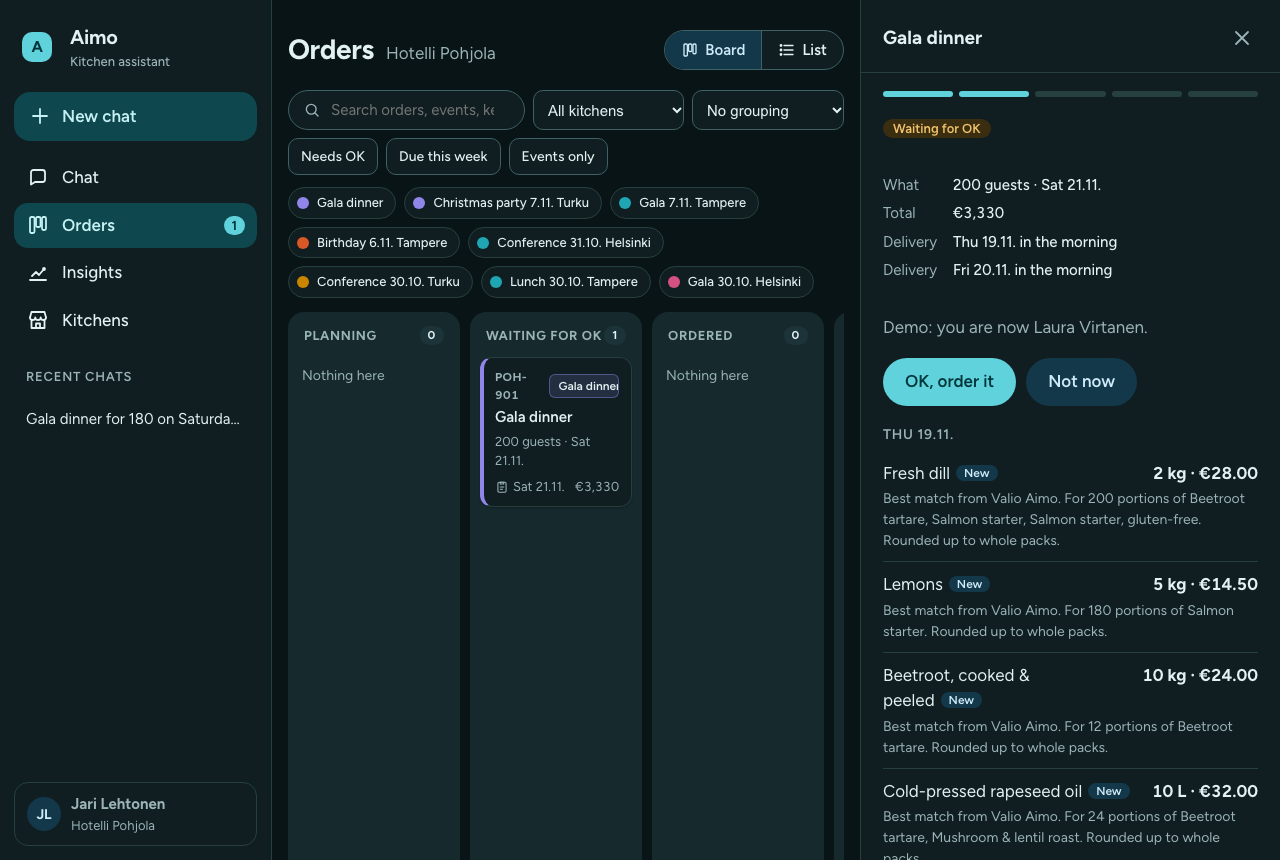 A
Aimo
Kitchen assistant
New chat
Chat
Orders
1
Insights
Kitchens
RECENT CHATS
Gala dinner for 180 on Saturda...
JL
Jari Lehtonen
Hotelli Pohjola
Orders
Hotelli Pohjola
Board
List
Search orders, events, ke
All kitchens
No grouping
Needs OK
Due this week
Events only
Gala dinner
Christmas party 7.11. Turku
Gala 7.11. Tampere
Birthday 6.11. Tampere
Conference 31.10. Helsinki
Conference 30.10. Turku
Lunch 30.10. Tampere
Gala 30.10. Helsinki
PLANNING
0
Nothing here
WAITING FOR OK
1
POH-
901
Gala dinner
Gala dinner
200 guests · Sat
21.11.
Sat 21.11.
€3,330
ORDERED
0
Nothing here
Gala dinner
Waiting for OK
What 200 guests · Sat 21.11.
Total €3,330
Delivery Thu 19.11. in the morning
Delivery Fri 20.11. in the morning
Demo: you are now Laura Virtanen.
OK, order it
Not now
THU 19.11.
Fresh dill New 2 kg · €28.00
Best match from Valio Aimo. For 200 portions of Beetroot
tartare, Salmon starter, Salmon starter, gluten-free.
Rounded up to whole packs.
Lemons New 5 kg · €14.50
Best match from Valio Aimo. For 180 portions of Salmon
starter. Rounded up to whole packs.
Beetroot, cooked & 10 kg · €24.00
peeled New
Best match from Valio Aimo. For 12 portions of Beetroot
tartare. Rounded up to whole packs.
Cold-pressed rapeseed oil New 10 L · €32.00
Best match from Valio Aimo. For 24 portions of Beetroot
tartare, Mushroom & lentil roast. Rounded up to whole
packs.